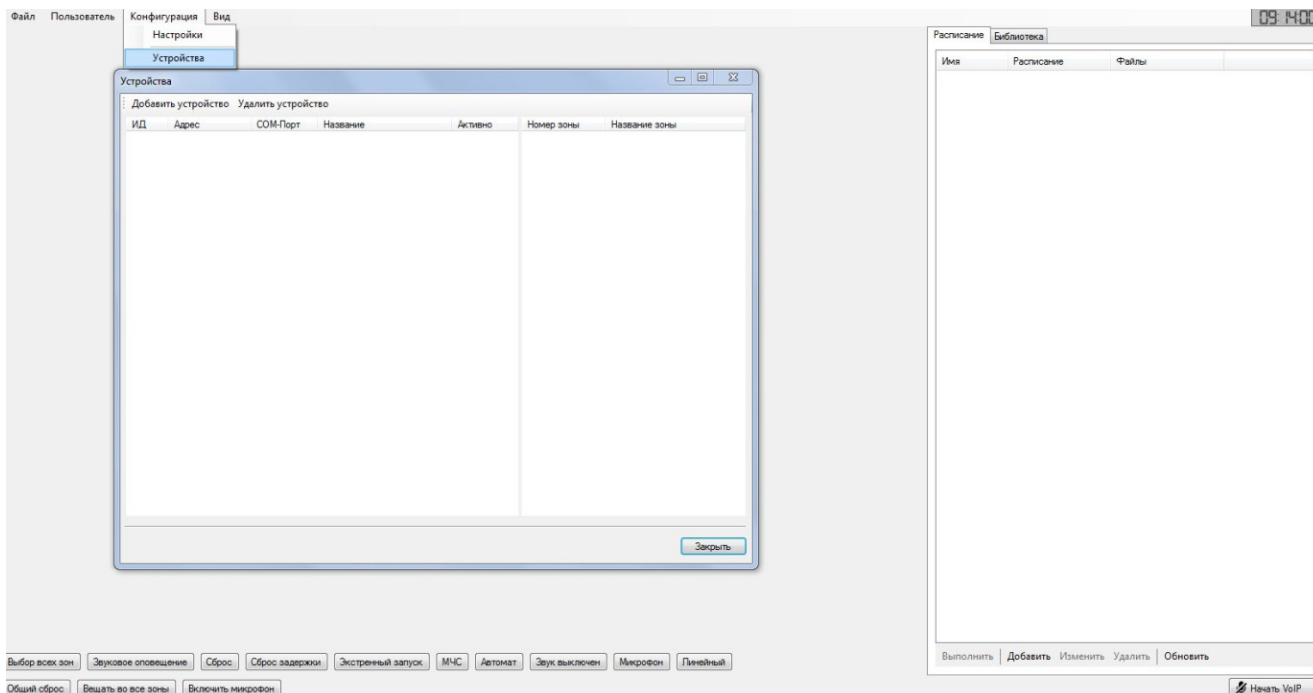 Файл Пользователь Конфигурация Вид 09:14:00
Настройки
Устройства
Расписание Библиотека
Имя Расписание Файлы
Устройства
Добавить устройство Удалить устройство
ИД Адрес COM-Порт Название Активно Номер зоны Название зоны
Закрыть
Выполнить Добавить Изменить Удалить Обновить
Выбор всех зон Звуковое оповещение Сброс Сброс задержки Экстренный запуск МЧС Автомат Звук выключен Микрофон Линейный
Общий сброс Вещать во все зоны Включить микрофон Начать VoIP